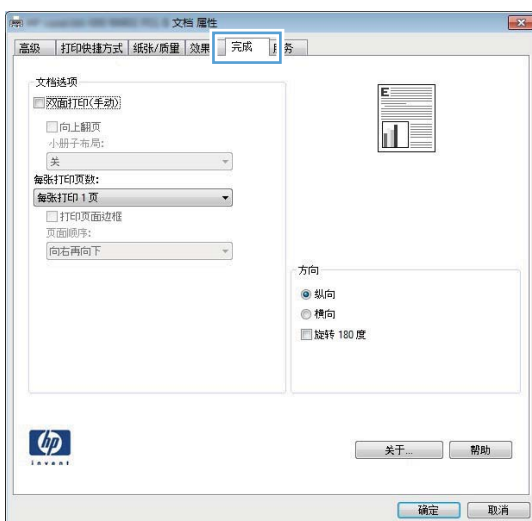 文档 属性
高级 打印快捷方式 纸张/质量 效果 完成 服务
文档选项
双面打印(手动)
向上翻页
小册子布局:
关
每张打印页数:
每张打印 1 页
打印页面边框
页面顺序:
向右再向下
E
方向
纵向
横向
旋转 180 度
hp
invent
关于... 帮助
确定 取消